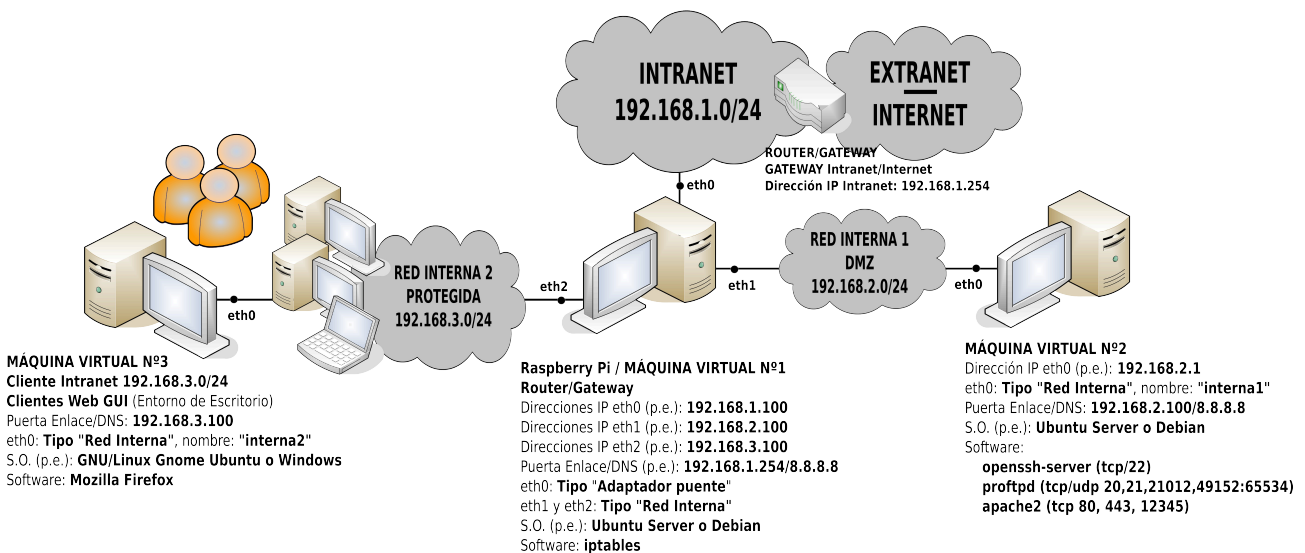 INTRANET
192.168.1.0/24
EXTRANET
INTERNET
ROUTER/GATEWAY
GATEWAY Intranet/Internet
Dirección IP Intranet: 192.168.1.254
eth0
RED INTERNA 1
DMZ
192.168.2.0/24
eth1
eth0
RED INTERNA 2
PROTEGIDA
192.168.3.0/24
eth2
eth0
MÁQUINA VIRTUAL Nº3
Cliente Intranet 192.168.3.0/24
Clientes Web GUI (Entorno de Escritorio)
Puerta Enlace/DNS: 192.168.3.100
eth0: Tipo "Red Interna", nombre: "interna2"
S.O. (p.e.): GNU/Linux Gnome Ubuntu o Windows
Software: Mozilla Firefox
Raspberry Pi / MÁQUINA VIRTUAL Nº1
Router/Gateway
Direcciones IP eth0 (p.e.): 192.168.1.100
Direcciones IP eth1 (p.e.): 192.168.2.100
Direcciones IP eth2 (p.e.): 192.168.3.100
Puerta Enlace/DNS (p.e.): 192.168.1.254/8.8.8.8
eth0: Tipo "Adaptador puente"
eth1 y eth2: Tipo "Red Interna"
S.O. (p.e.): Ubuntu Server o Debian
Software: iptables
MÁQUINA VIRTUAL Nº2
Dirección IP eth0 (p.e.): 192.168.2.1
eth0: Tipo "Red Interna", nombre: "interna1"
Puerta Enlace/DNS: 192.168.2.100/8.8.8.8
S.O. (p.e.): Ubuntu Server o Debian
Software:
openssh-server (tcp/22)
proftpd (tcp/udp 20,21,21012,49152:65534)
apache2 (tcp 80, 443, 12345)